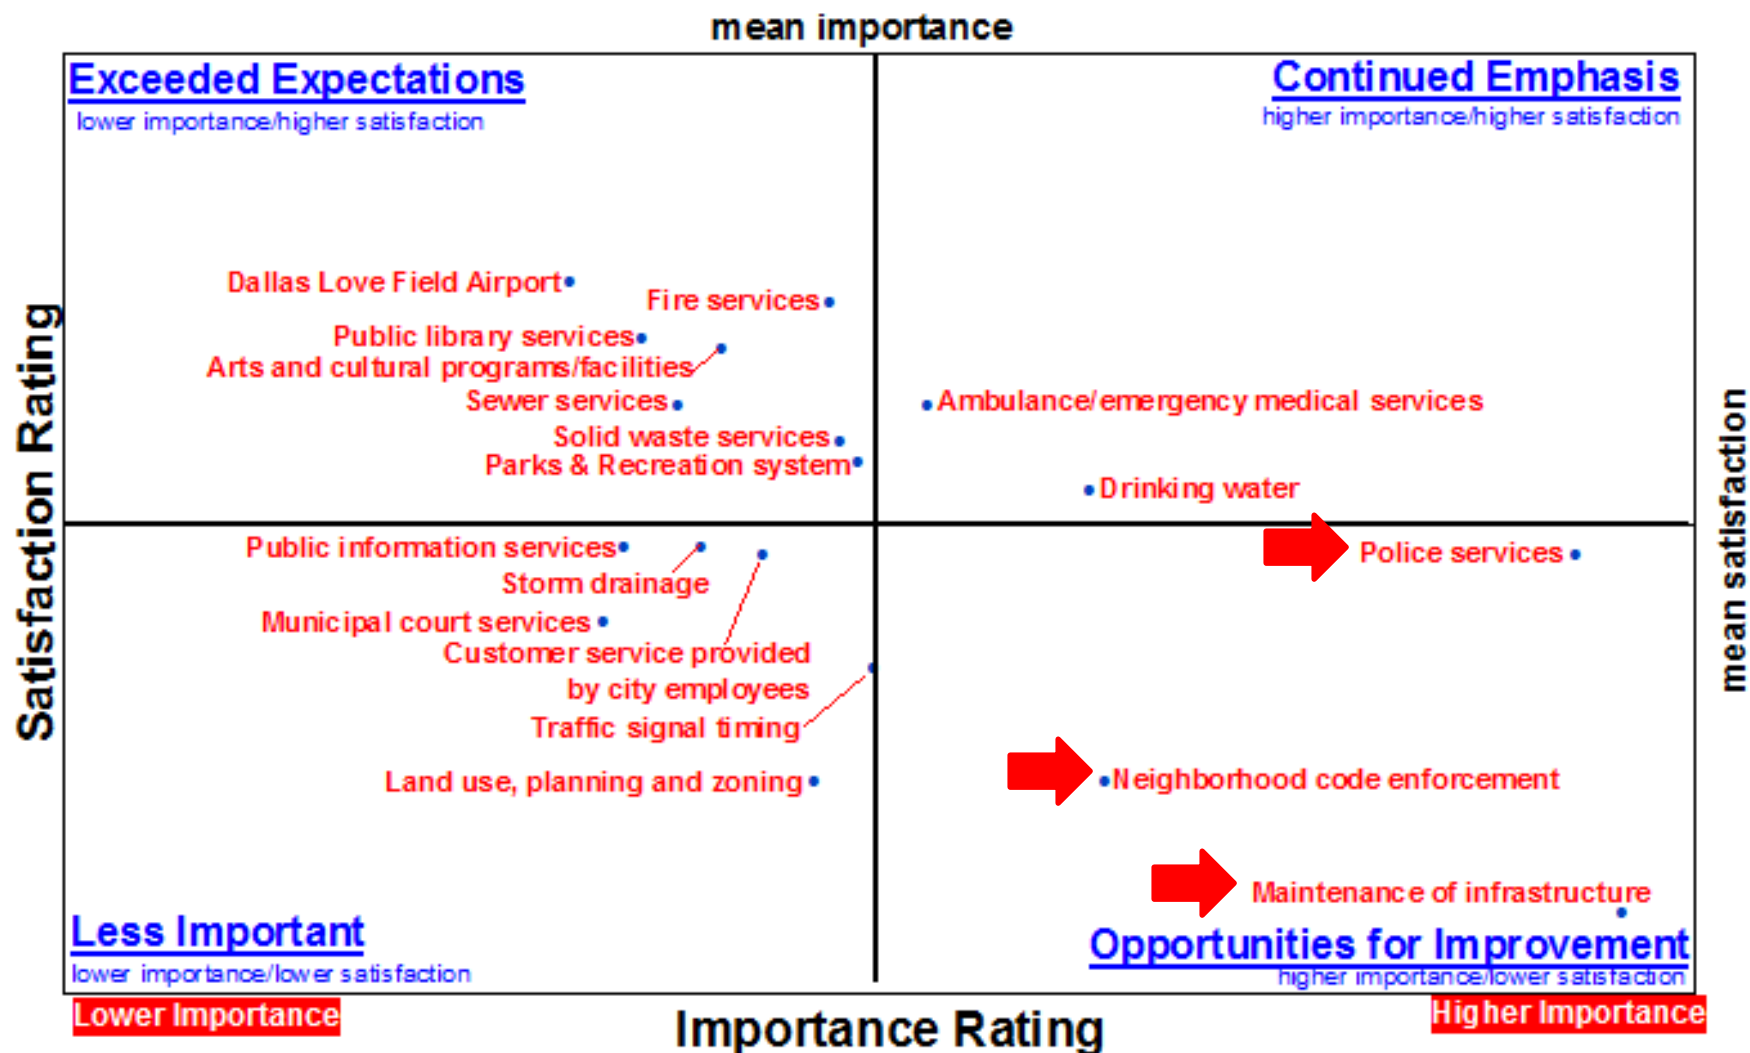 mean importance
Exceeded Expectations
lower importance/higher satisfaction
Continued Emphasis
higher importance/higher satisfaction
Satisfaction Rating
mean satisfaction
Dallas Love Field Airport
Fire services
Public library services
Arts and cultural programs/facilities
Sewer services
Solid waste services
Parks & Recreation system
Ambulance/emergency medical services
Drinking water
Public information services
Storm drainage
Municipal court services
Customer service provided
by city employees
Traffic signal timing
Land use, planning and zoning
Police services
Neighborhood code enforcement
Maintenance of infrastructure
Less Important
lower importance/lower satisfaction
Opportunities for Improvement
higher importance/lower satisfaction
Lower Importance
Importance Rating
Higher Importance